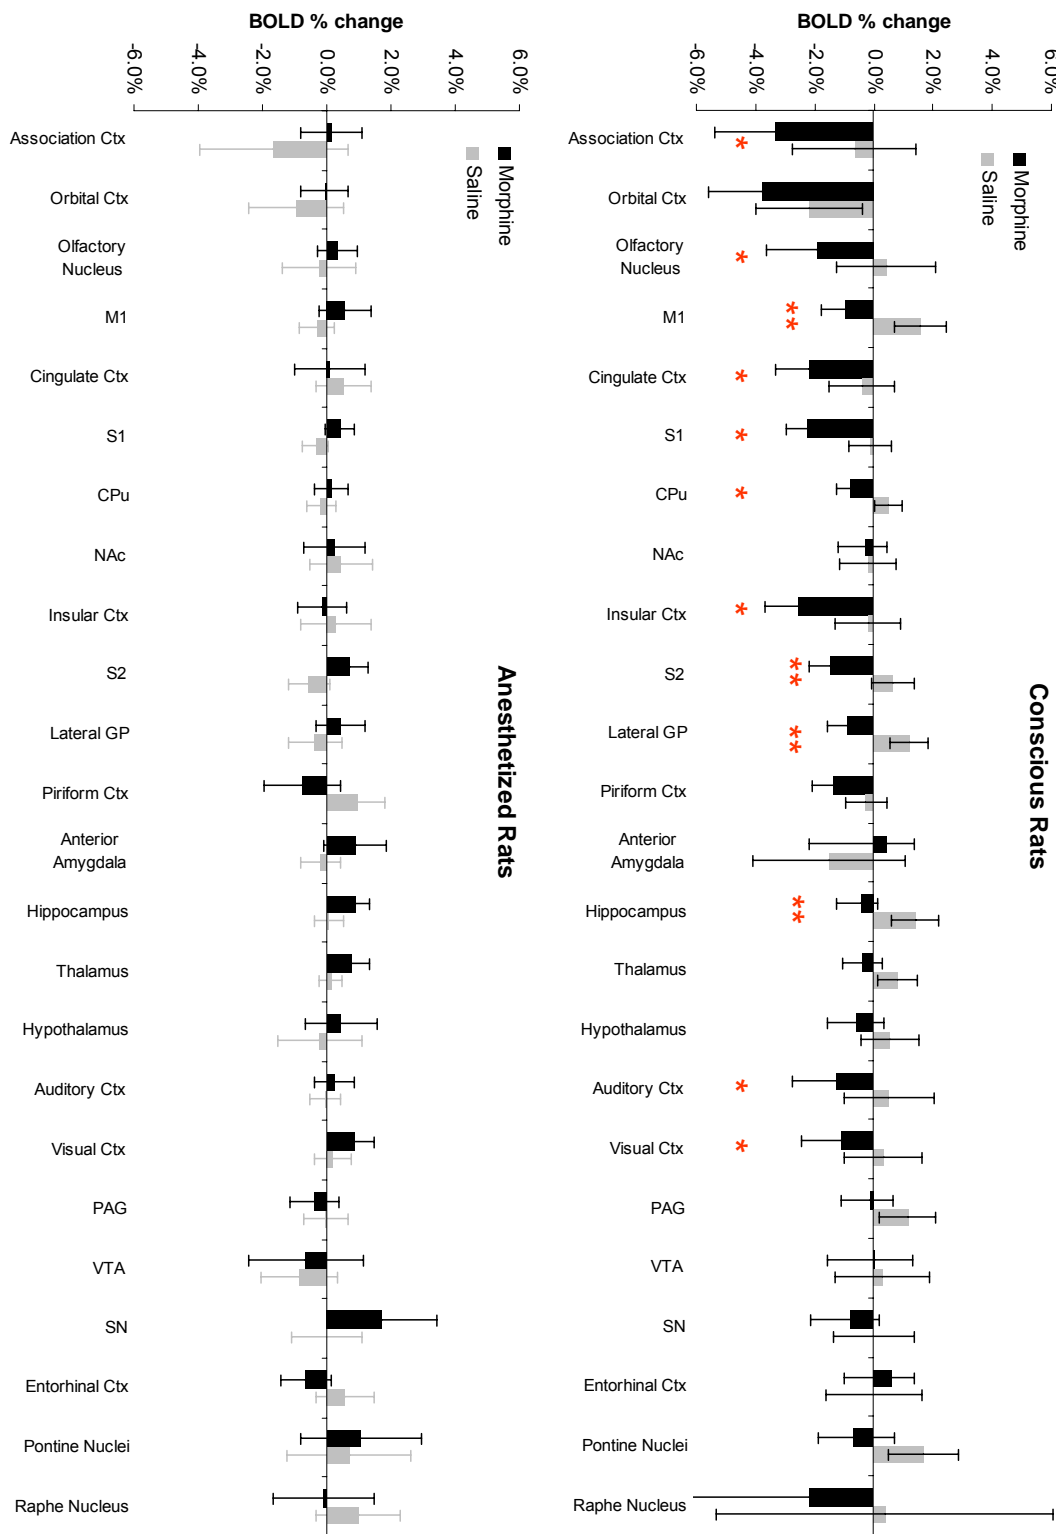 Conscious Rats
BOLD % change
6.0%
4.0%
2.0%
0.0%
-2.0%
-4.0%
-6.0%
Morphine
Saline
*
*
**
*
*
*
*
**
**
**
*
*
Association Ctx
Orbital Ctx
Olfactory
Nucleus
M1
Cingulate Ctx
S1
CPu
NAc
Insular Ctx
S2
Lateral GP
Piriform Ctx
Anterior
Amygdala
Hippocampus
Thalamus
Hypothalamus
Auditory Ctx
Visual Ctx
PAG
VTA
SN
Entorhinal Ctx
Pontine Nuclei
Raphe Nucleus
Anesthetized Rats
BOLD % change
6.0%
4.0%
2.0%
0.0%
-2.0%
-4.0%
-6.0%
Morphine
Saline
Association Ctx
Orbital Ctx
Olfactory
Nucleus
M1
Cingulate Ctx
S1
CPu
NAc
Insular Ctx
S2
Lateral GP
Piriform Ctx
Anterior
Amygdala
Hippocampus
Thalamus
Hypothalamus
Auditory Ctx
Visual Ctx
PAG
VTA
SN
Entorhinal Ctx
Pontine Nuclei
Raphe Nucleus